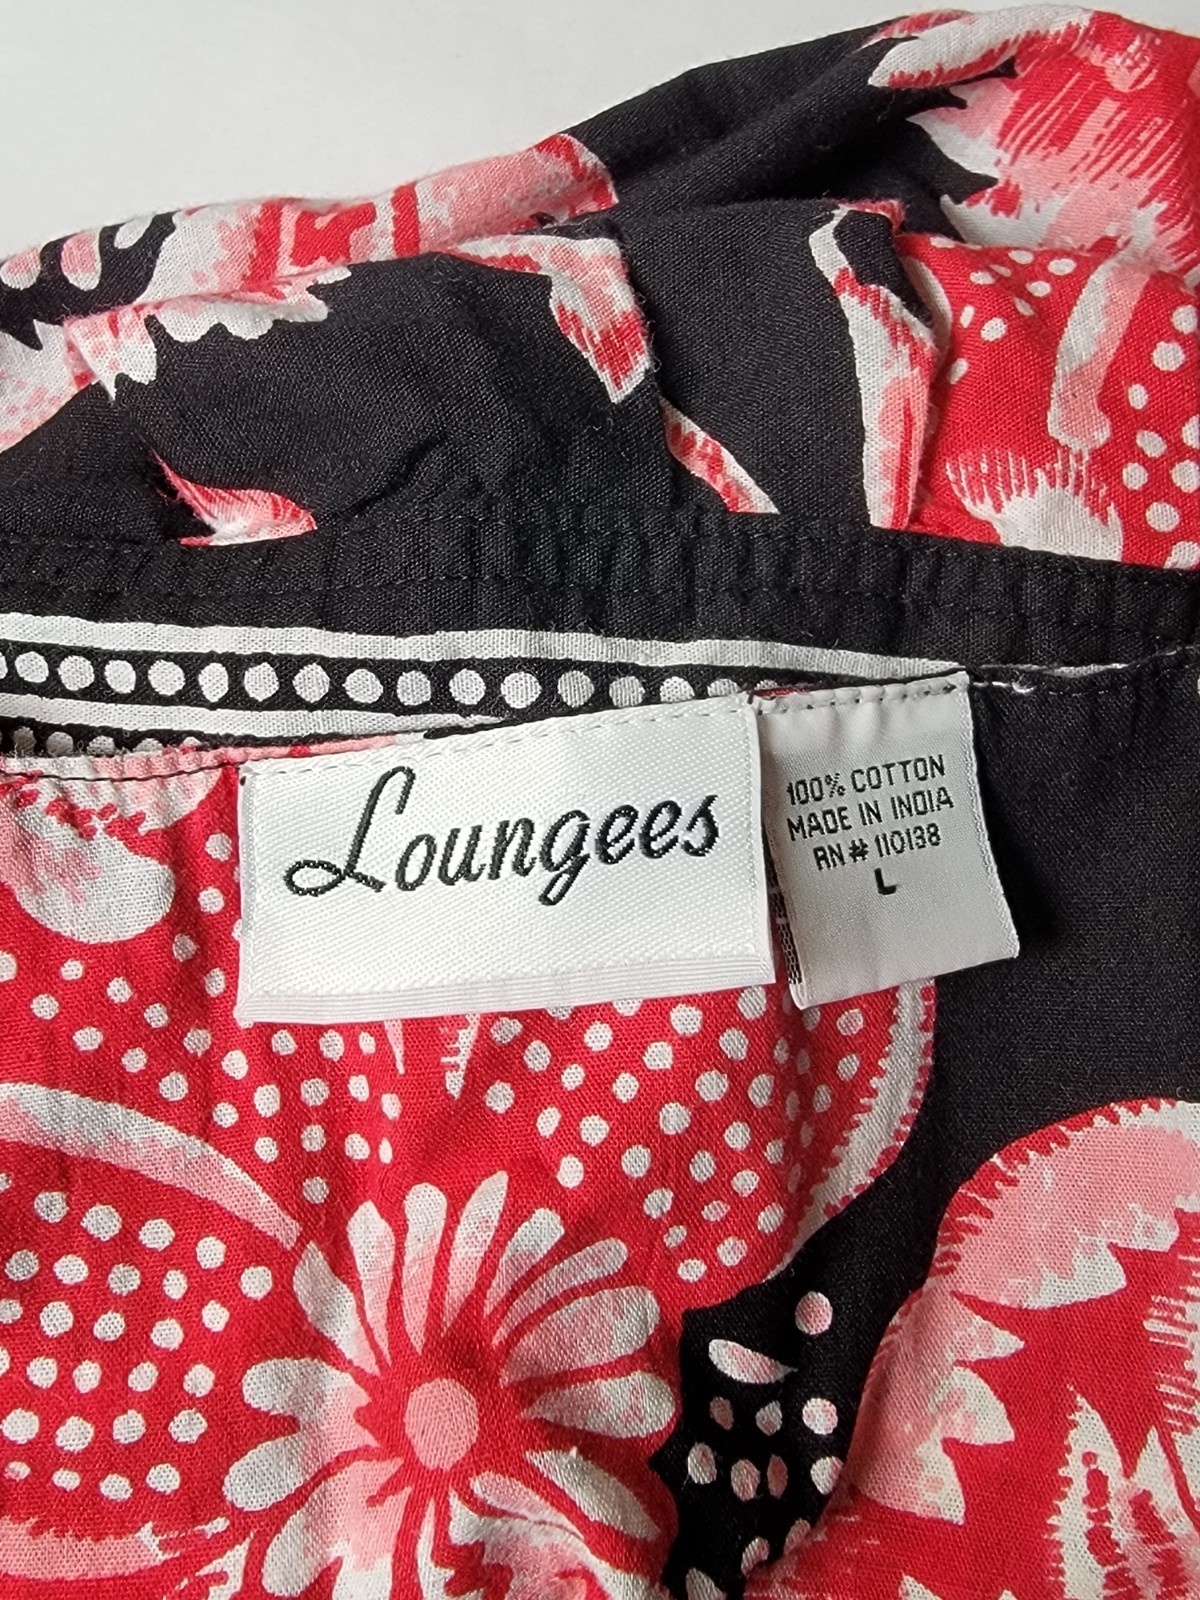 Loungees
100% COTTON
MADE IN INDIA
RN# 110138
L